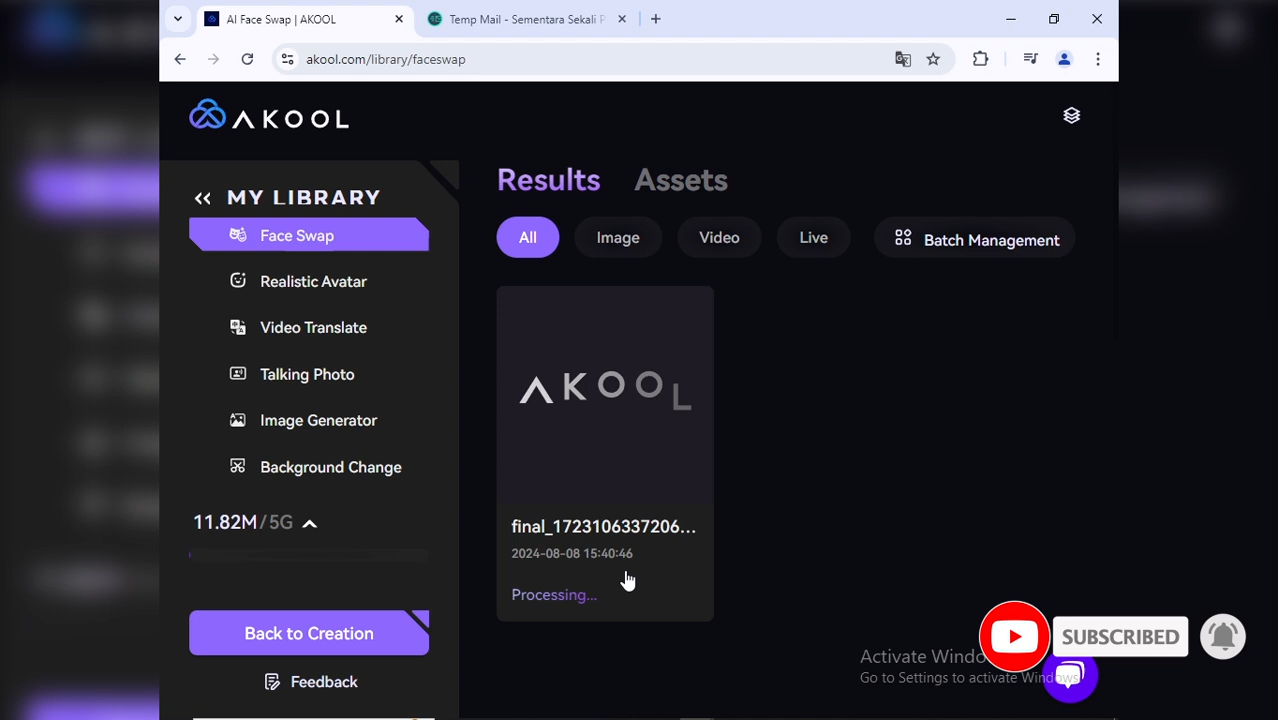 AI Face Swap | AKOOL
Temp Mail - Sementara Sekali P
akool.com/library/faceswap
AKOOL
MY LIBRARY
Face Swap
Realistic Avatar
Video Translate
Talking Photo
Image Generator
Background Change
11.82M/5G
Back to Creation
Feedback
Results Assets
All Image Video Live Batch Management
AKOOL
final_1723106337206...
2024-08-08 15:40:46
Processing...
Activate Windo
Go to Settings to activate Windows
SUBSCRIBED